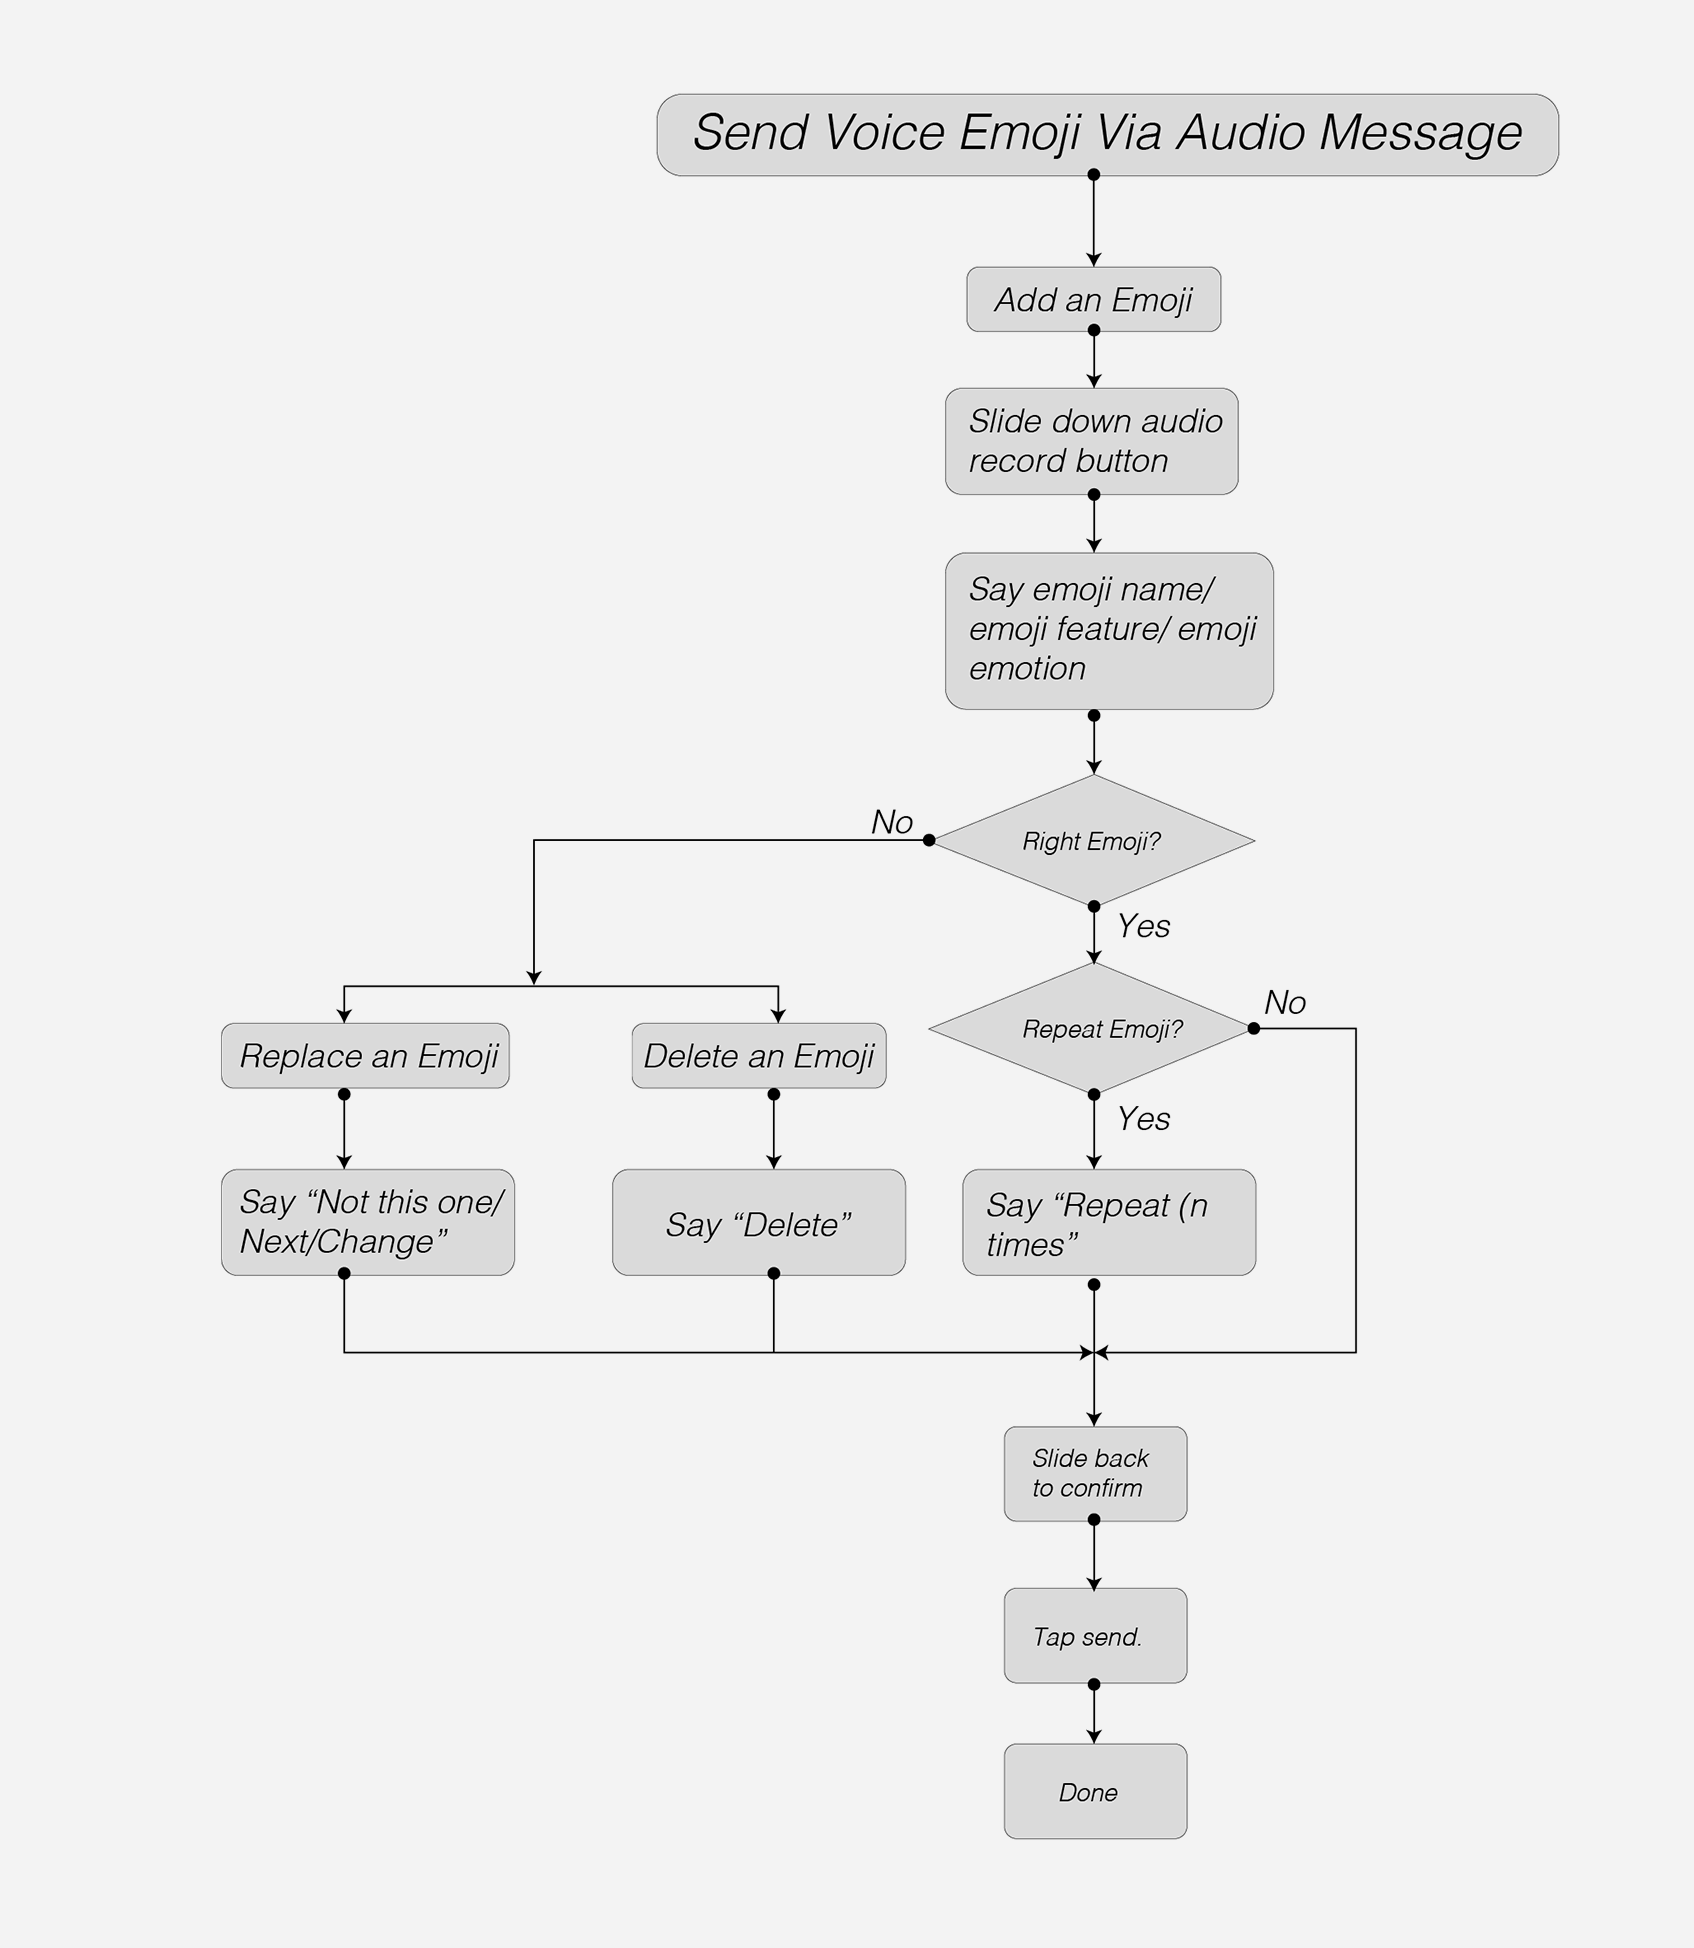 Send Voice Emoji Via Audio Message
Add an Emoji
Slide down audio
record button
Say emoji name/
emoji feature/ emoji
emotion
Right Emoji?
No
Yes
Repeat Emoji?
No
Yes
Replace an Emoji
Delete an Emoji
Say “Not this one/
Next/Change”
Say “Delete”
Say “Repeat (n
times”
Slide back
to confirm
Tap send.
Done